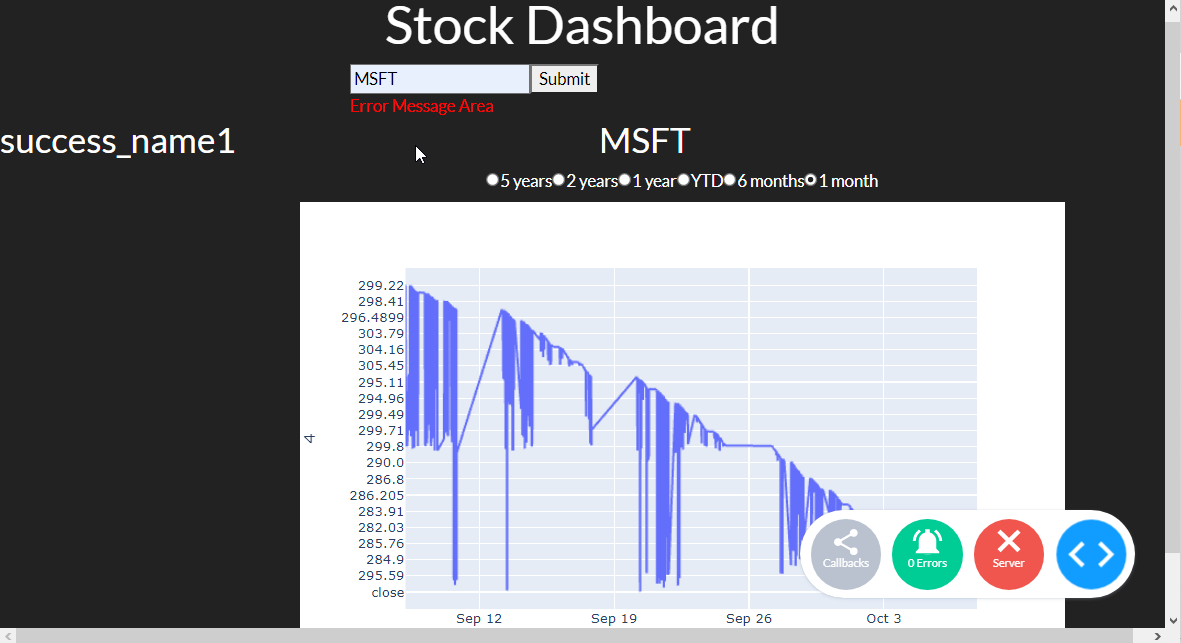 Stock Dashboard
MSFT Submit
Error Message Area
success_name1
MSFT
5 years 2 years 1 year YTD 6 months 1 month
299.22
298.41
296.4899
303.79
304.16
305.45
295.11
294.96
299.49
299.71
299.8
290.0
286.8
286.205
283.91
282.03
285.76
284.9
295.59
close
4
Sep 12 Sep 19 Sep 26 Oct 3
Callbacks 0 Errors Server